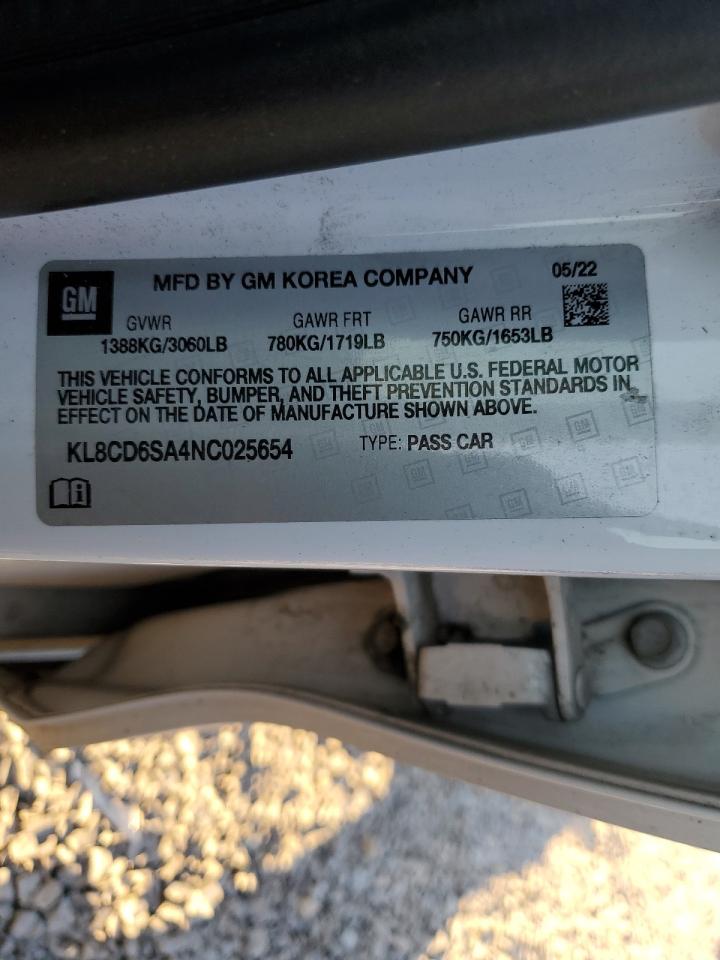 GM
MFD BY GM KOREA COMPANY
05/22
GVWR GAWR FRT GAWR RR
1388KG/3060LB 780KG/1719LB 750KG/1653LB
THIS VEHICLE CONFORMS TO ALL APPLICABLE U.S. FEDERAL MOTOR
VEHICLE SAFETY, BUMPER, AND THEFT PREVENTION STANDARDS IN
EFFECT ON THE DATE OF MANUFACTURE SHOWN ABOVE.
KL8CD6SA4NC025654 TYPE: PASS CAR